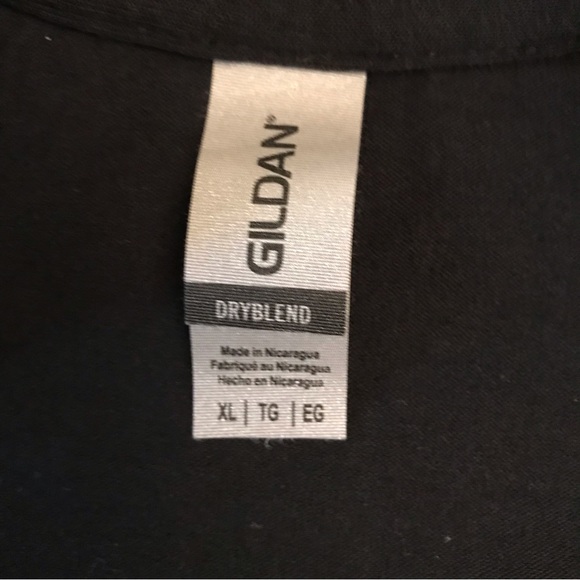 GILDAN®
DRYBLEND
Made in Nicaragua
Fabriqué au Nicaragua
Hecho en Nicaragua
XL | TG | EG